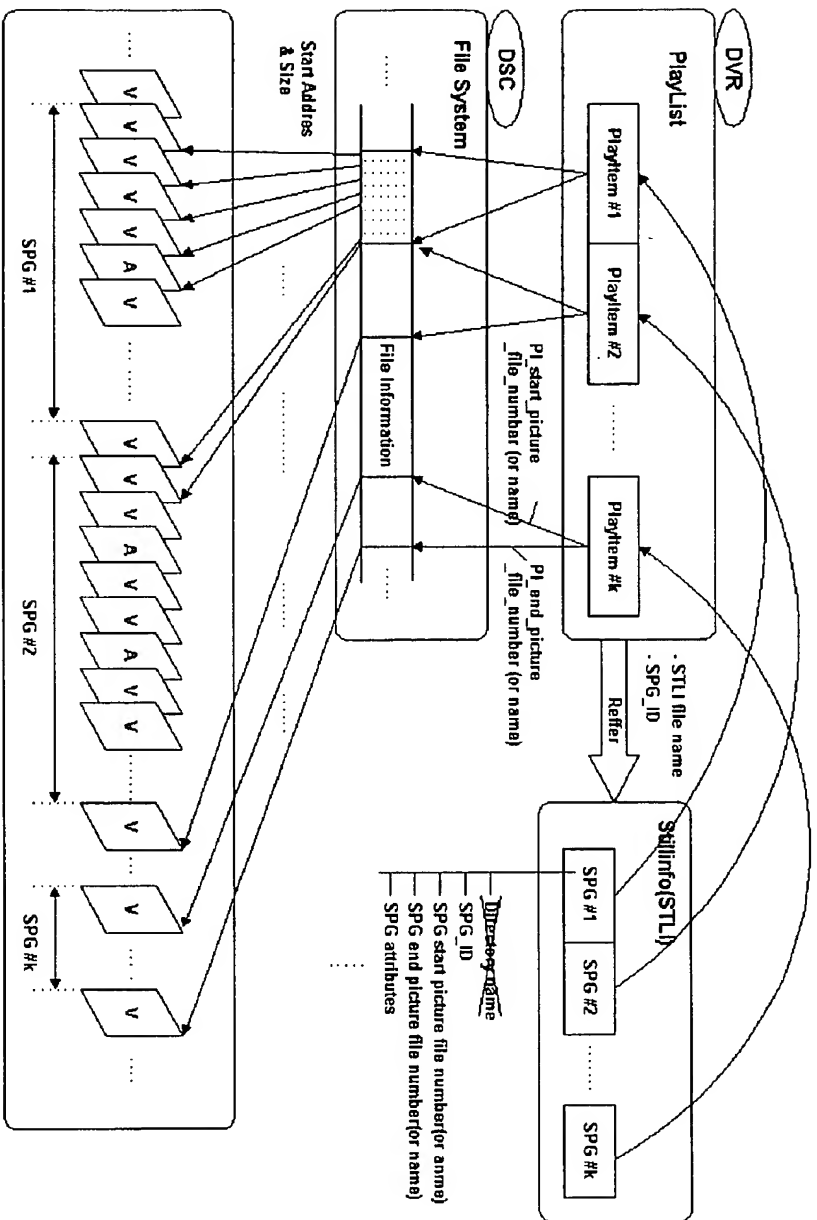 DVR
PlayList
PlayItem #1
PlayItem #2
........
PlayItem #k
- STLI file name
- SPG_ID
Reffer
Stillinfo(STLI)
SPG #1
SPG #2
........
SPG #k
Directory name
SPG_ID
SPG start picture file number(or anme)
SPG end picture file number(or name)
SPG attributes
......
PI_start_picture
_file_number (or name)
PI_end_picture
_file_number (or name)
DSC
File System
......
File Information
......
Start Addres
& Size
......
V
V
V
V
V
A
V
......
V
V
V
A
V
V
A
V
V
......
V
......
V
......
V
......
SPG #1
SPG #2
SPG #k